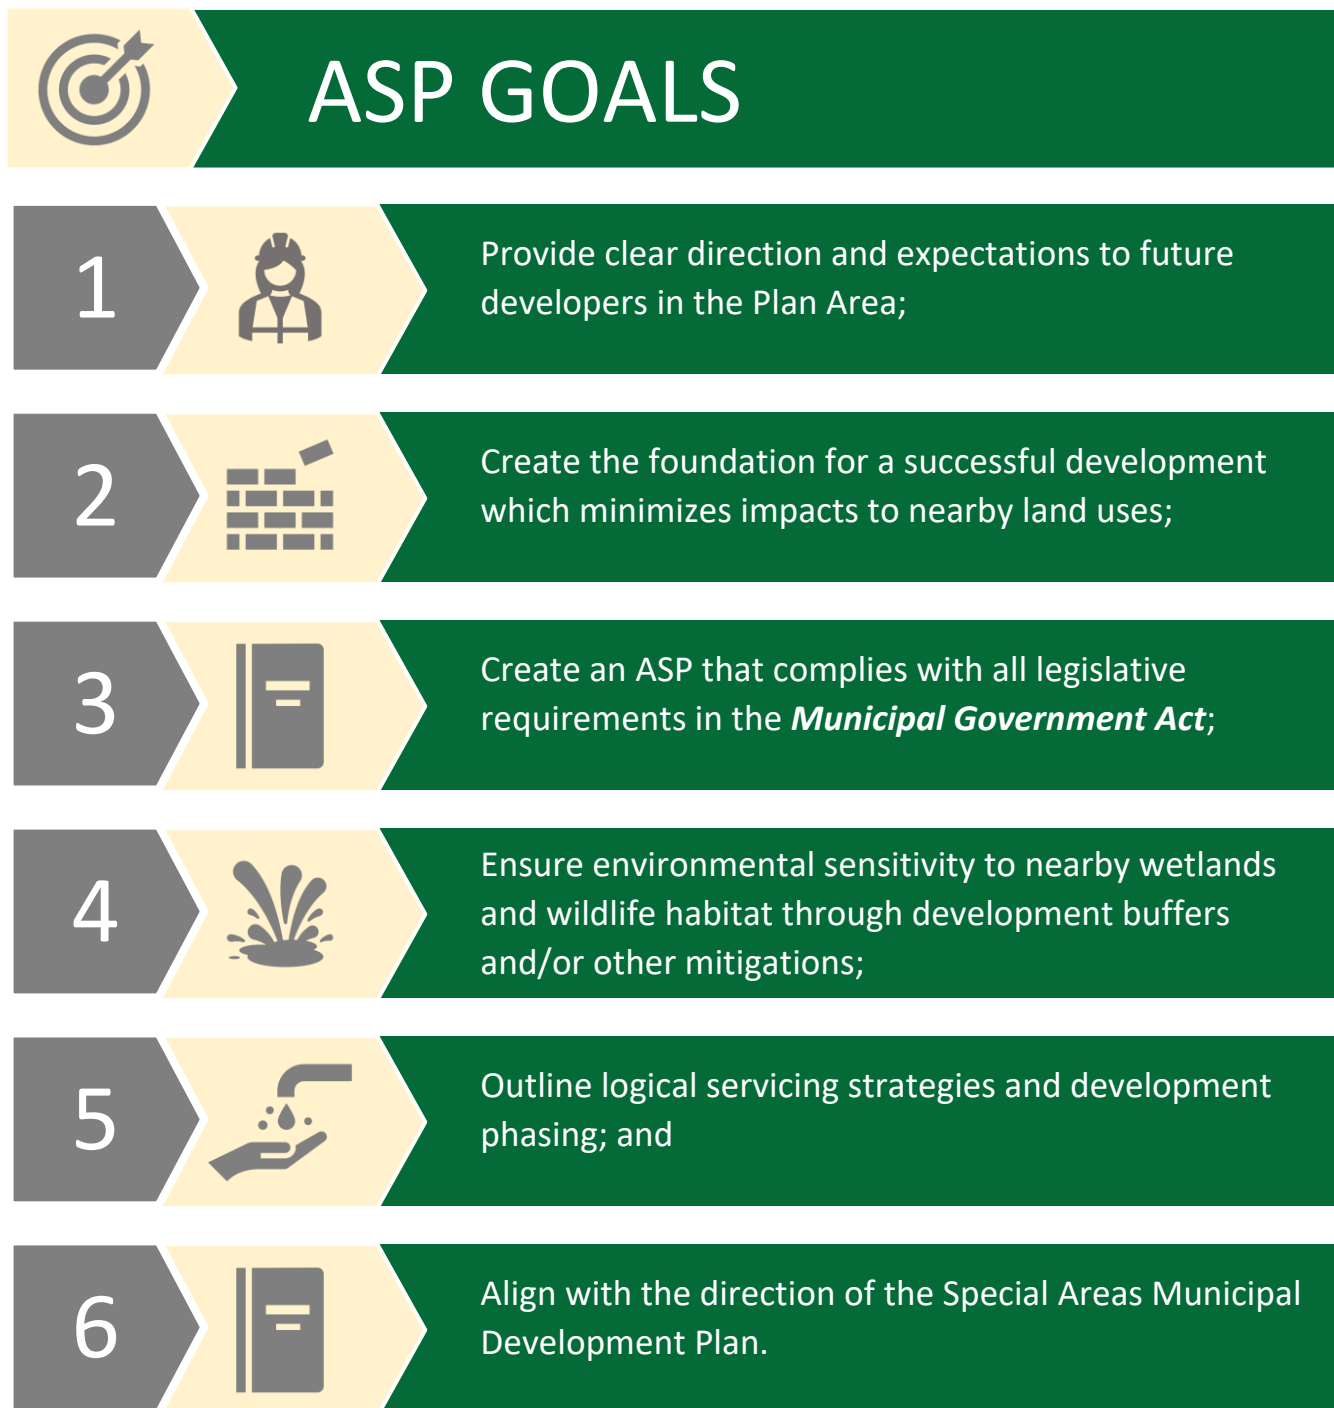 ASP GOALS
1
Provide clear direction and expectations to future
developers in the Plan Area;
2
Create the foundation for a successful development
which minimizes impacts to nearby land uses;
3
Create an ASP that complies with all legislative
requirements in the Municipal Government Act;
4
Ensure environmental sensitivity to nearby wetlands
and wildlife habitat through development buffers
and/or other mitigations;
5
Outline logical servicing strategies and development
phasing; and
6
Align with the direction of the Special Areas Municipal
Development Plan.